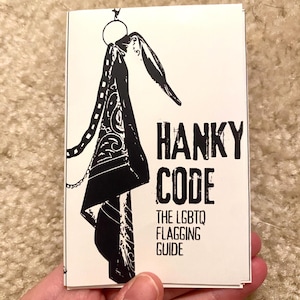 HANKY
CODE
THE LGBTQ
FLAGGING
GUIDE